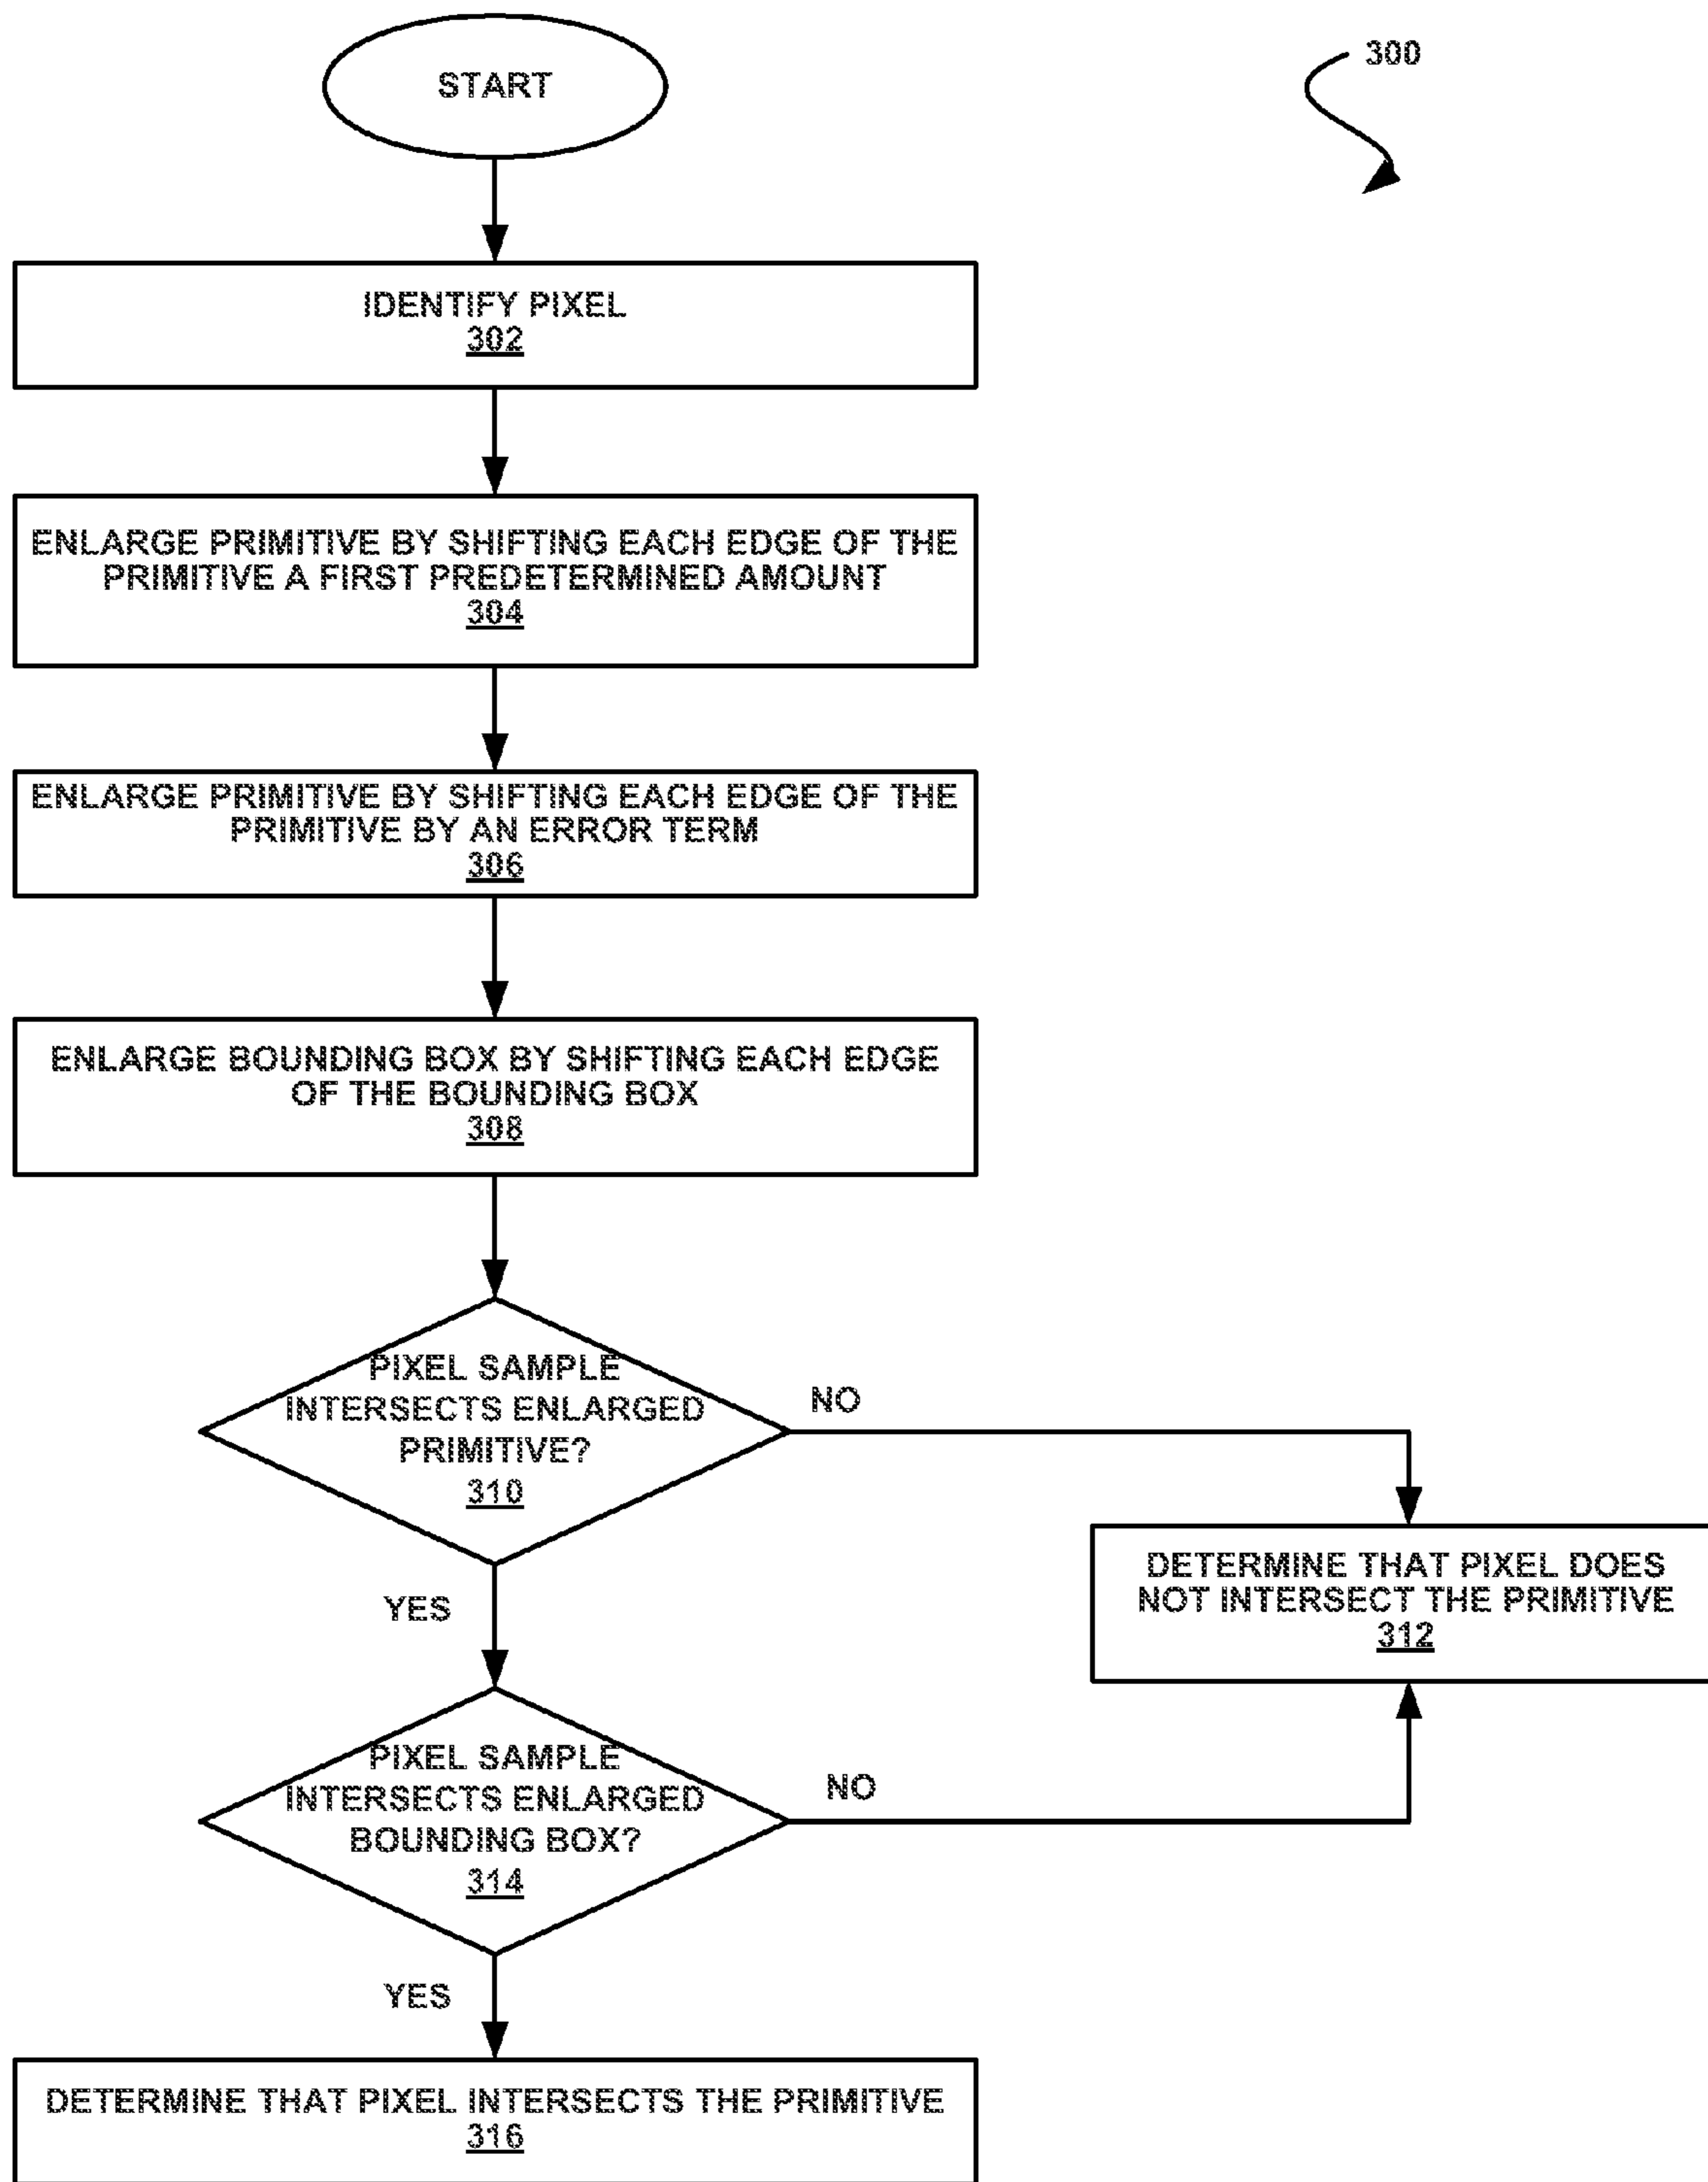 START
300
IDENTIFY PIXEL
302
ENLARGE PRIMITIVE BY SHIFTING EACH EDGE OF THE
PRIMITIVE A FIRST PREDETERMINED AMOUNT
304
ENLARGE PRIMITIVE BY SHIFTING EACH EDGE OF THE
PRIMITIVE BY AN ERROR TERM
306
ENLARGE BOUNDING BOX BY SHIFTING EACH EDGE
OF THE BOUNDING BOX
308
PIXEL SAMPLE
INTERSECTS ENLARGED
PRIMITIVE?
310
NO
YES
DETERMINE THAT PIXEL DOES
NOT INTERSECT THE PRIMITIVE
312
PIXEL SAMPLE
INTERSECTS ENLARGED
BOUNDING BOX?
314
NO
YES
DETERMINE THAT PIXEL INTERSECTS THE PRIMITIVE
316